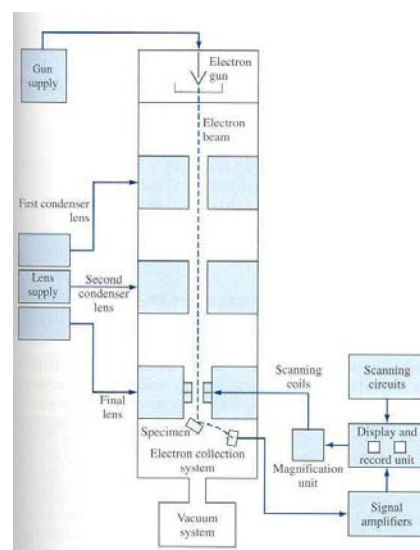 Gun
supply
Electron
gun
Electron
beam
First condenser
lens
Lens
supply
Second
condenser
lens
Final
lens
Scanning
coils
Scanning
circuits
Specimen
Display and
record unit
Electron collection
system
Magnification
unit
Signal
amplifiers
Vacuum
system